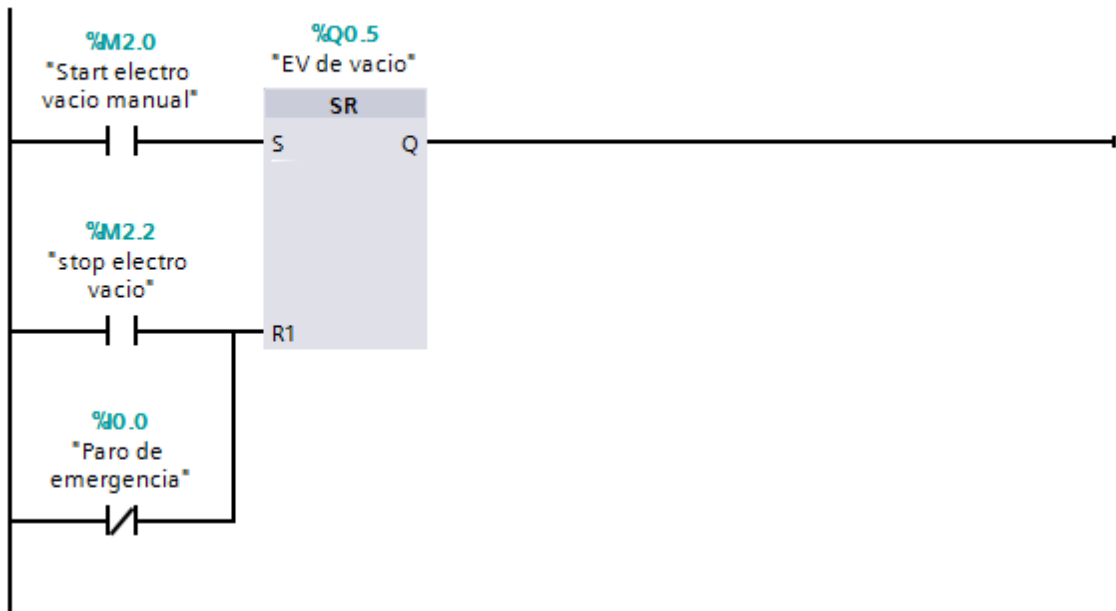 %M2.0
"Start electro
vacio manual"
%Q0.5
"EV de vacio"
SR
S
Q
%M2.2
"stop electro
vacio"
R1
%I0.0
"Paro de
emergencia"